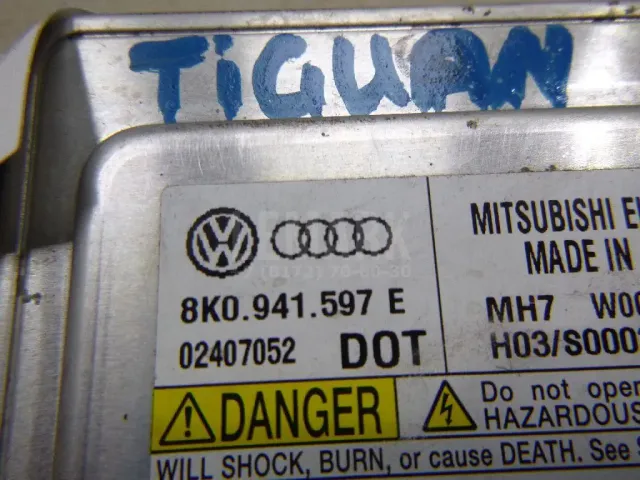 TIGUAN
MITSUBISHI
MADE IN
8K0.941.597 E
MH7
02407052 DOT
DANGER
Do not
HAZARDOUS
WILL SHOCK, BURN, or cause DEATH. See